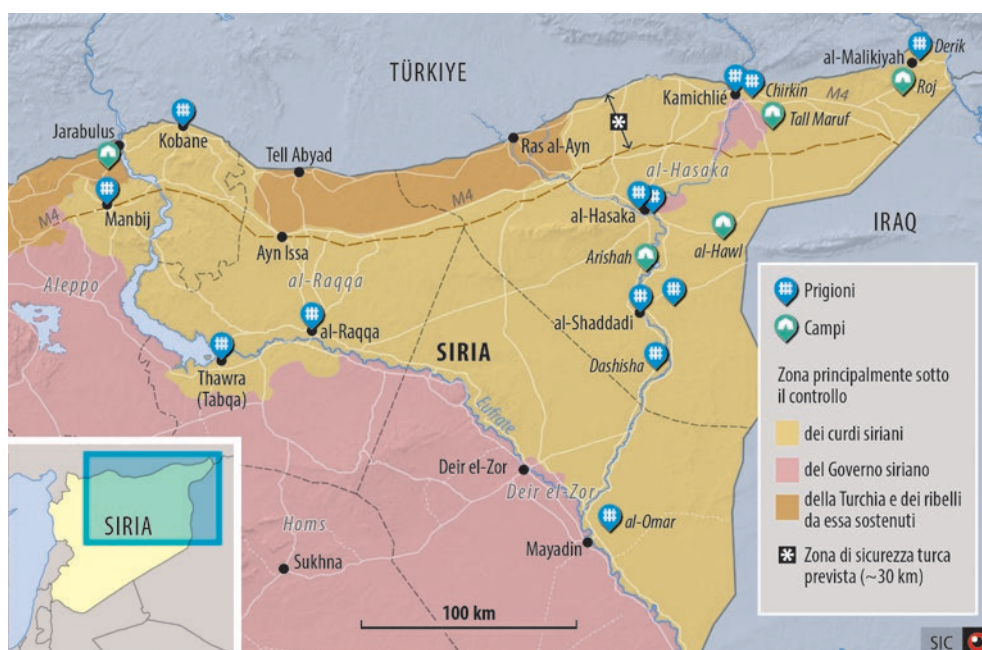 TÜRKIYE
al-Malikiyah
Derik
Roj
Kamichlié
Chirkin
M4
Tall Maruf
Jarabulus
Kobane
Tell Abyad
Ras al-Ayn
al-Hasaka
M4
Manbij
al-Hasaka
IRAQ
Ayn Issa
Arishah
al-Hawl
Aleppo
al-Raqqa
al-Raqqa
al-Shaddadi
SIRIA
Thawra
(Tabqa)
Dashisha
Eufrate
Deir el-Zor
Deir el-Zor
Homs
al-Omar
Sukhna
Mayadin
100 km
SIRIA
Prigioni
Campi
Zona principalmente sotto
il controllo
dei curdi siriani
del Governo siriano
della Turchia e dei ribelli
da essa sostenuti
Zona di sicurezza turca
prevista (~30 km)
SIC